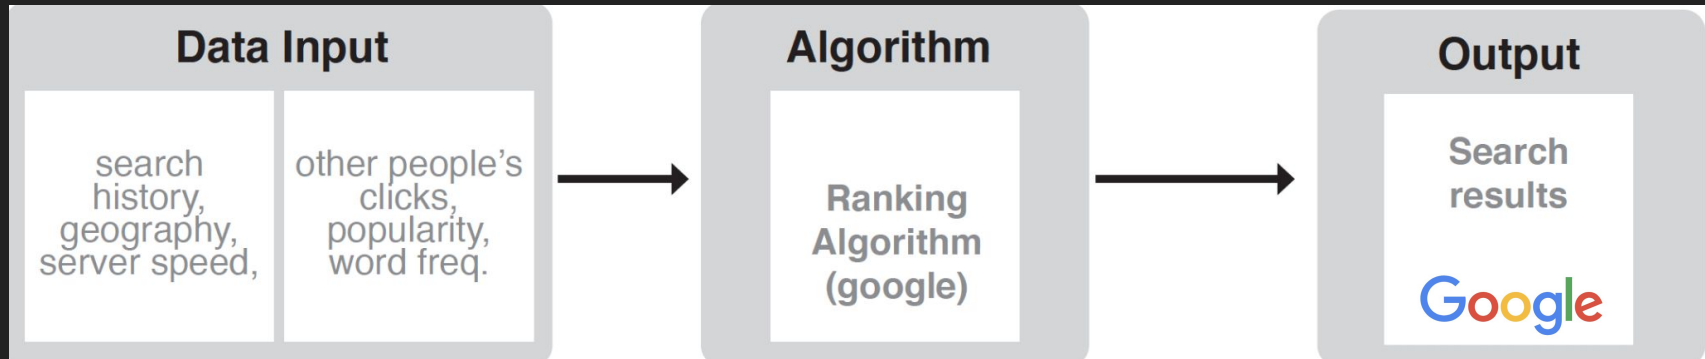 Data Input
search
history,
geography,
server speed,
other people’s
clicks,
popularity,
word freq.
Algorithm
Ranking
Algorithm
(google)
Output
Search
results
Google